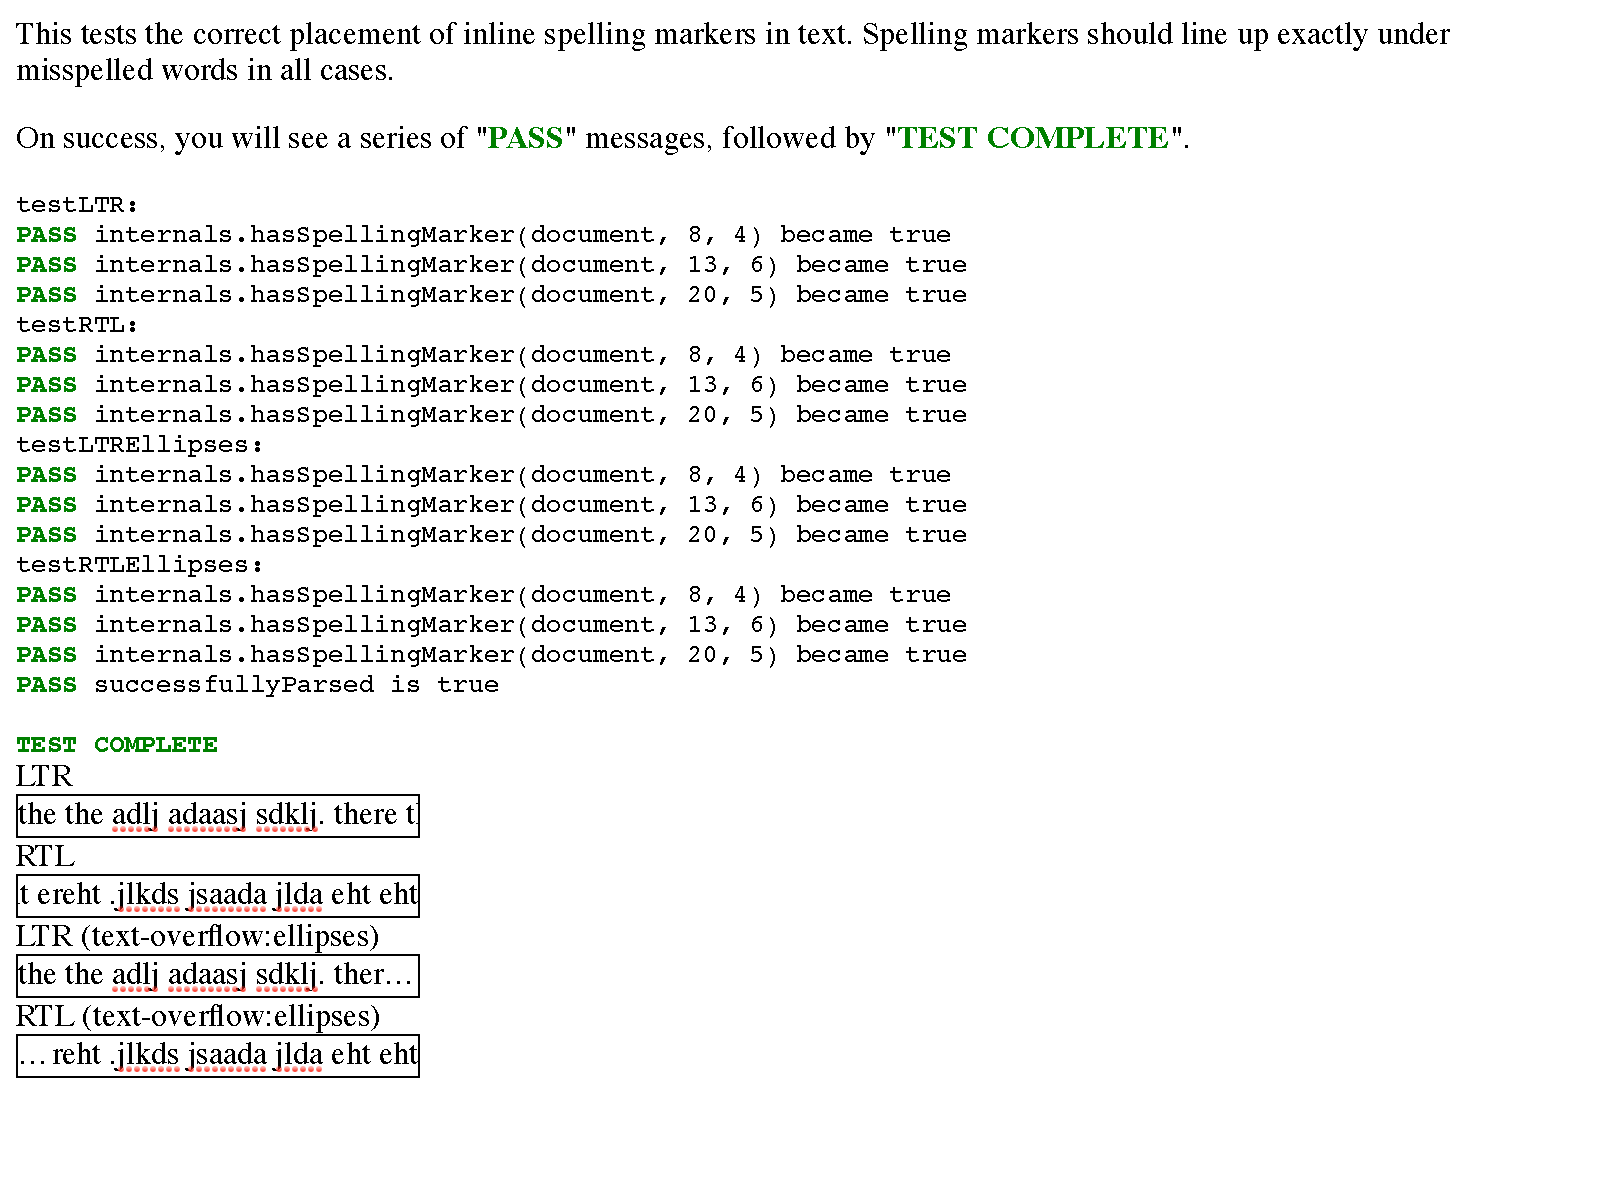 This tests the correct placement of inline spelling markers in text. Spelling markers should line up exactly under
misspelled words in all cases.
On success, you will see a series of "PASS" messages, followed by "TEST COMPLETE".
testLTR:
PASS internals.hasSpellingMarker(document, 8, 4) became true
PASS internals.hasSpellingMarker(document, 13, 6) became true
PASS internals.hasSpellingMarker(document, 20, 5) became true
testRTL:
PASS internals.hasSpellingMarker(document, 8, 4) became true
PASS internals.hasSpellingMarker(document, 13, 6) became true
PASS internals.hasSpellingMarker(document, 20, 5) became true
testLTREllipses:
PASS internals.hasSpellingMarker(document, 8, 4) became true
PASS internals.hasSpellingMarker(document, 13, 6) became true
PASS internals.hasSpellingMarker(document, 20, 5) became true
testRTLEllipses:
PASS internals.hasSpellingMarker(document, 8, 4) became true
PASS internals.hasSpellingMarker(document, 13, 6) became true
PASS internals.hasSpellingMarker(document, 20, 5) became true
PASS successfullyParsed is true
TEST COMPLETE
LTR
the the adlj adaasj sdklj. there t
RTL
t ereht .jlkds jsaada jlda eht eht
LTR (text-overflow:ellipses)
the the adlj adaasj sdklj. ther…
RTL (text-overflow:ellipses)
… reht .jlkds jsaada jlda eht eht